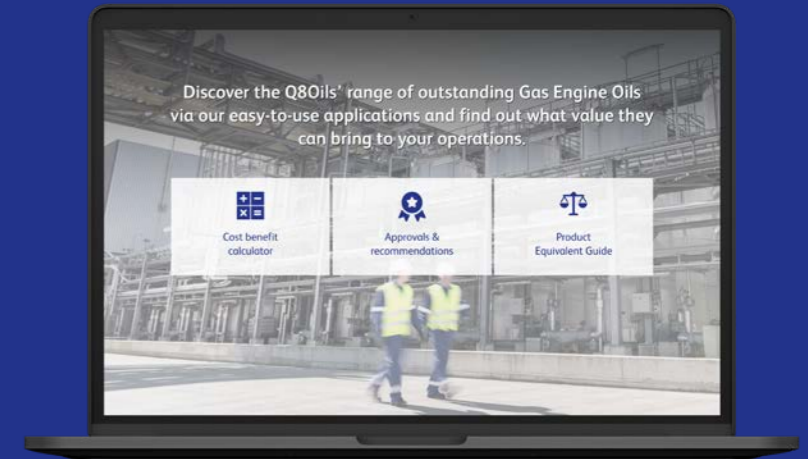 Discover the Q8Oils' range of outstanding Gas Engine Oils
via our easy-to-use applications and find out what value they
can bring to your operations.
Cost benefit
calculator
Approvals &
recommendations
Product
Equivalent Guide